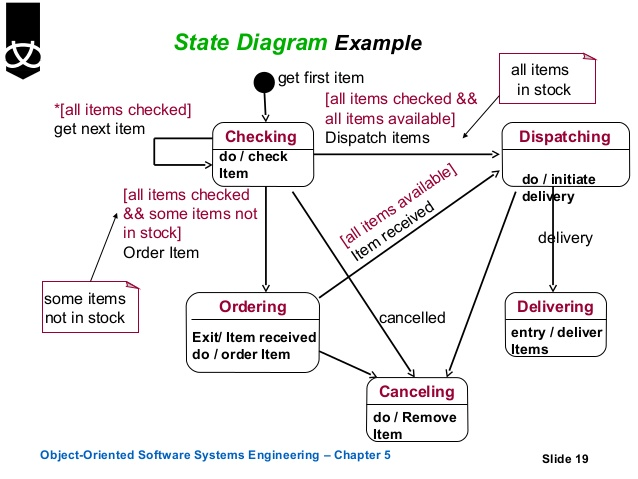 State Diagram Example
get first item
all items
in stock
*[all items checked]
get next item
[all items checked &&
all items available]
Dispatch items
Checking
do / check
Item
Dispatching
do / initiate
delivery
[all items checked
&& some items not
in stock]
Order Item
[all items available]
Item received
delivery
some items
not in stock
Ordering
Exit/ Item received
do / order Item
cancelled
Delivering
entry / deliver
Items
Canceling
do / Remove
Item
Object-Oriented Software Systems Engineering – Chapter 5
Slide 19